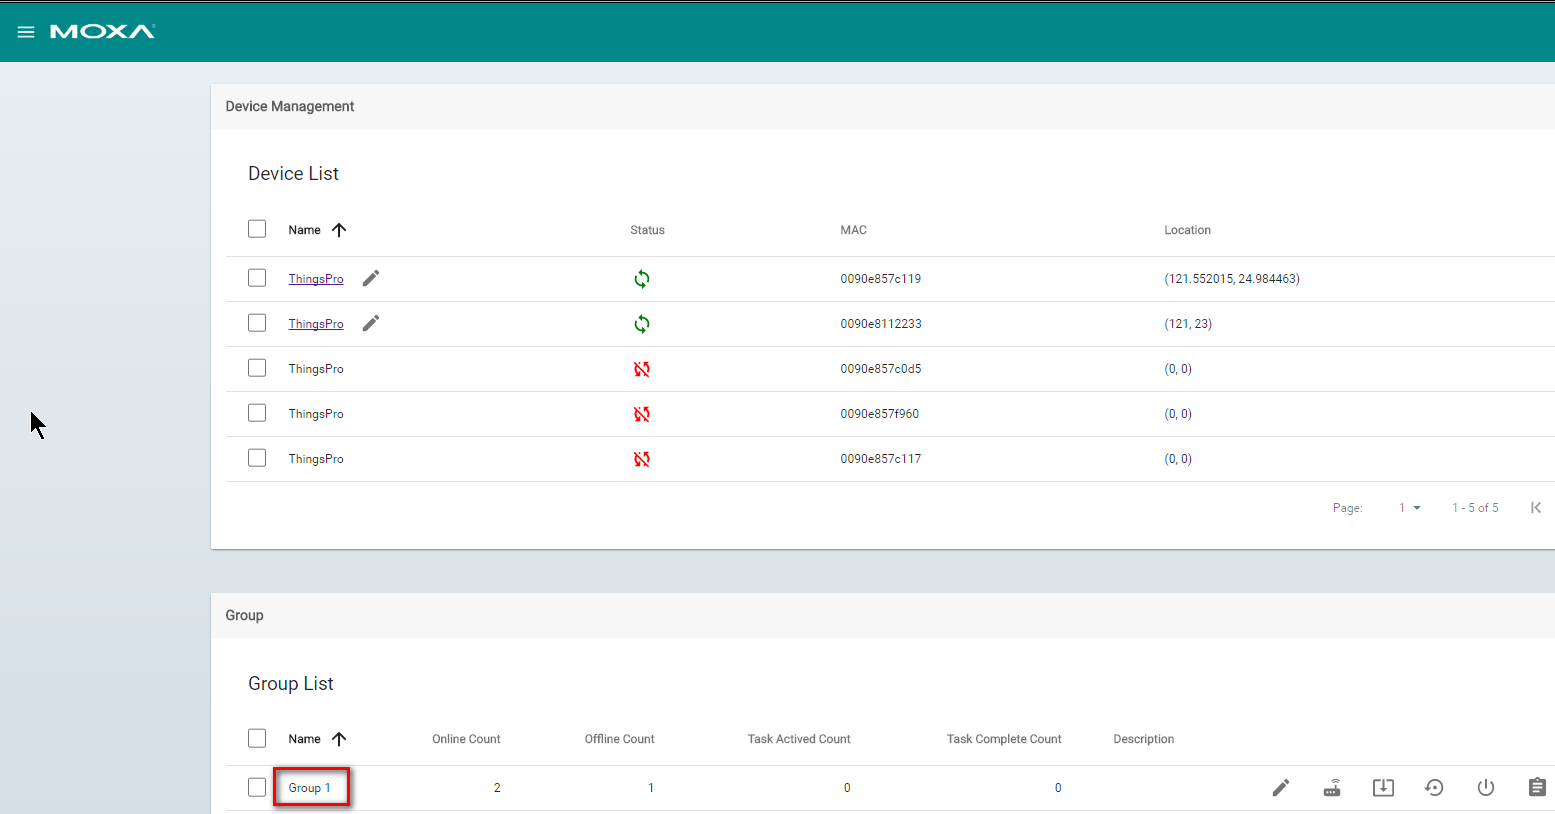 MOXA®
Device Management
Device List
Name Status MAC Location
ThingsPro 0090e857c119 (121.552015, 24.984463)
ThingsPro 0090e8112233 (121, 23)
ThingsPro 0090e857c0d5 (0, 0)
ThingsPro 0090e857f960 (0, 0)
ThingsPro 0090e857c117 (0, 0)
Page: 1 1 - 5 of 5
Group
Group List
Name Online Count Offline Count Task Actived Count Task Complete Count Description
Group 1 2 1 0 0